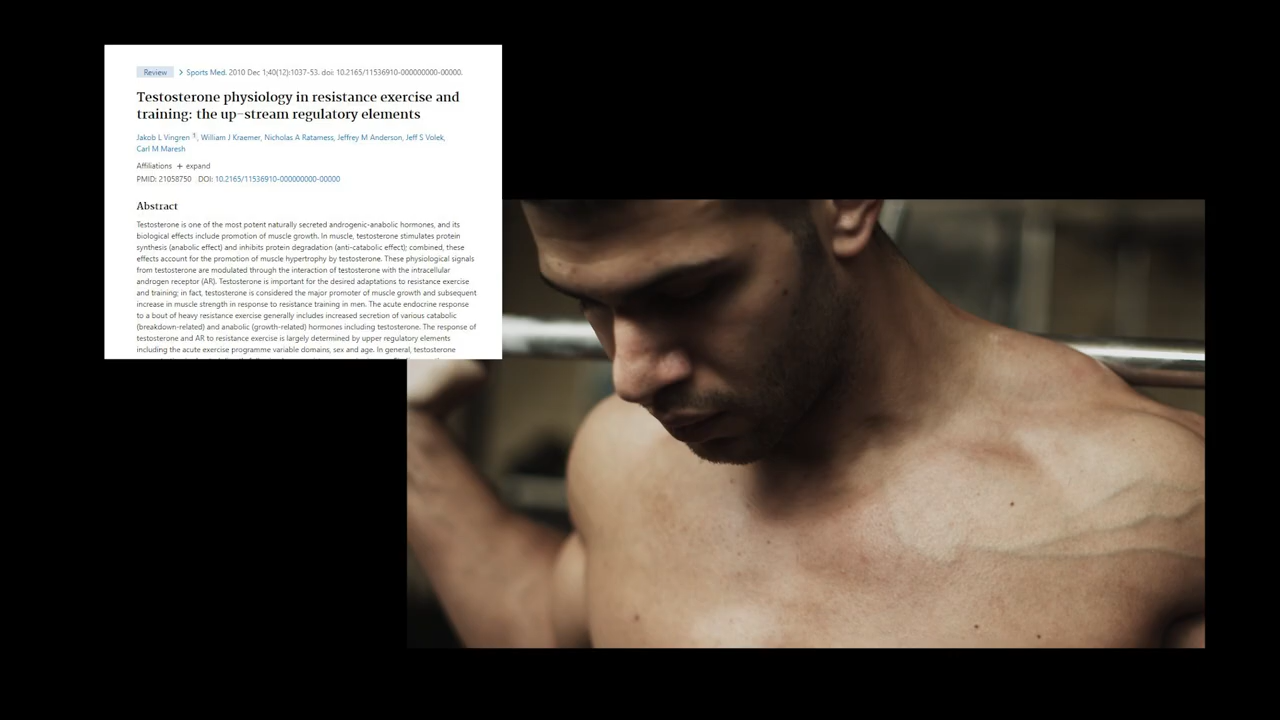 Review > Sports Med. 2010 Dec 1;40(12):1037-53. doi: 10.2165/11536910-000000000-00000.
Testosterone physiology in resistance exercise and
training: the up-stream regulatory elements
Jakob L Vingren 1, William J Kraemer, Nicholas A Ratamess, Jeffrey M Anderson, Jeff S Volek,
Carl M Maresh
Affiliations + expand
PMID: 21058750 DOI: 10.2165/11536910-000000000-00000
Abstract
Testosterone is one of the most potent naturally secreted androgenic-anabolic hormones, and its
biological effects include promotion of muscle growth. In muscle, testosterone stimulates protein
synthesis (anabolic effect) and inhibits protein degradation (anti-catabolic effect); combined, these
effects account for the promotion of muscle hypertrophy by testosterone. These physiological signals
from testosterone are modulated through the interaction of testosterone with the intracellular
androgen receptor (AR). Testosterone is important for the desired adaptations to resistance exercise
and training; in fact, testosterone is considered the major promoter of muscle growth and subsequent
increase in muscle strength in response to resistance training in men. The acute endocrine response
to a bout of heavy resistance exercise generally includes increased secretion of various catabolic
(breakdown-related) and anabolic (growth-related) hormones including testosterone. The response of
testosterone and AR to resistance exercise is largely determined by upper regulatory elements
including the acute exercise programme variable domains, sex and age. In general, testosterone